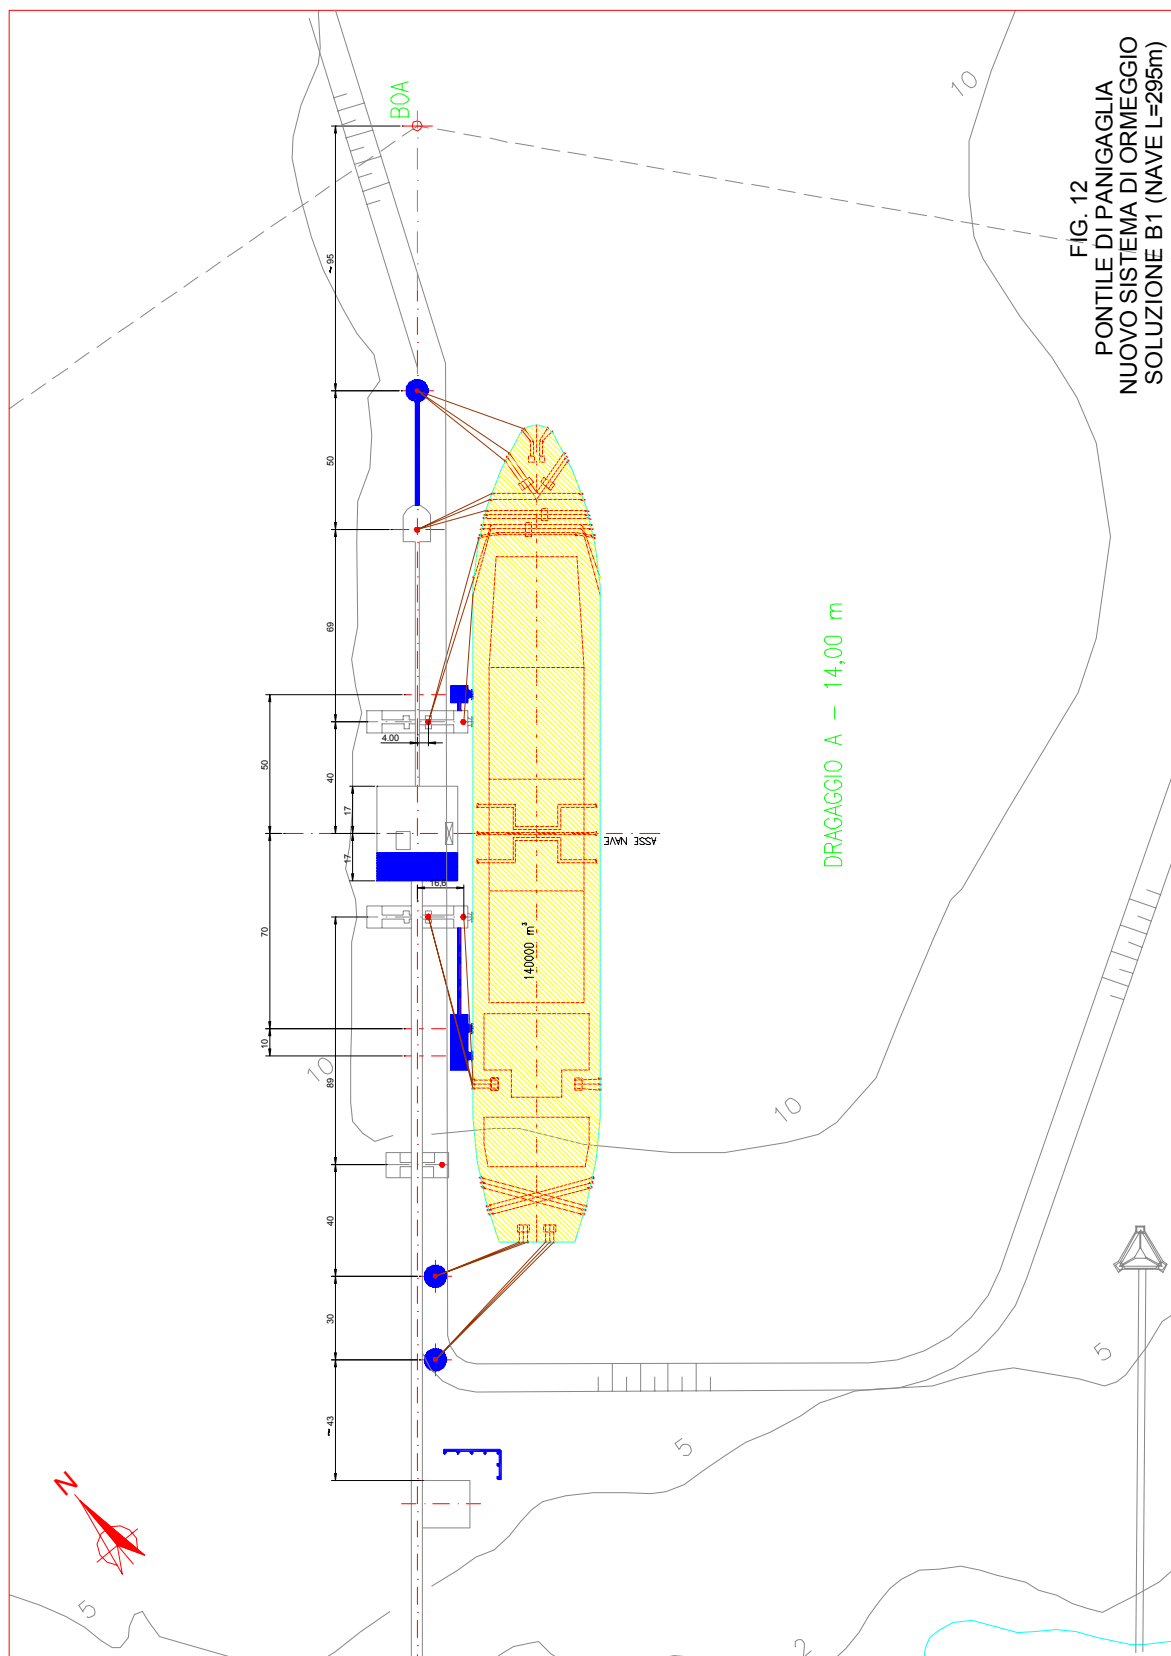 FIG. 12
PONTILE DI PANIGAGLIA
NUOVO SISTEMA DI ORMEGGIO
SOLUZIONE B1 (NAVE L=295m)
BOA
10
~ 95
50
69
40
50
4.00
17
17
16,6
70
10
89
40
30
~ 43
ASSE NAVE
140000 m³
DRAGAGGIO A - 14,00 m
10
10
5
5
5
2
N